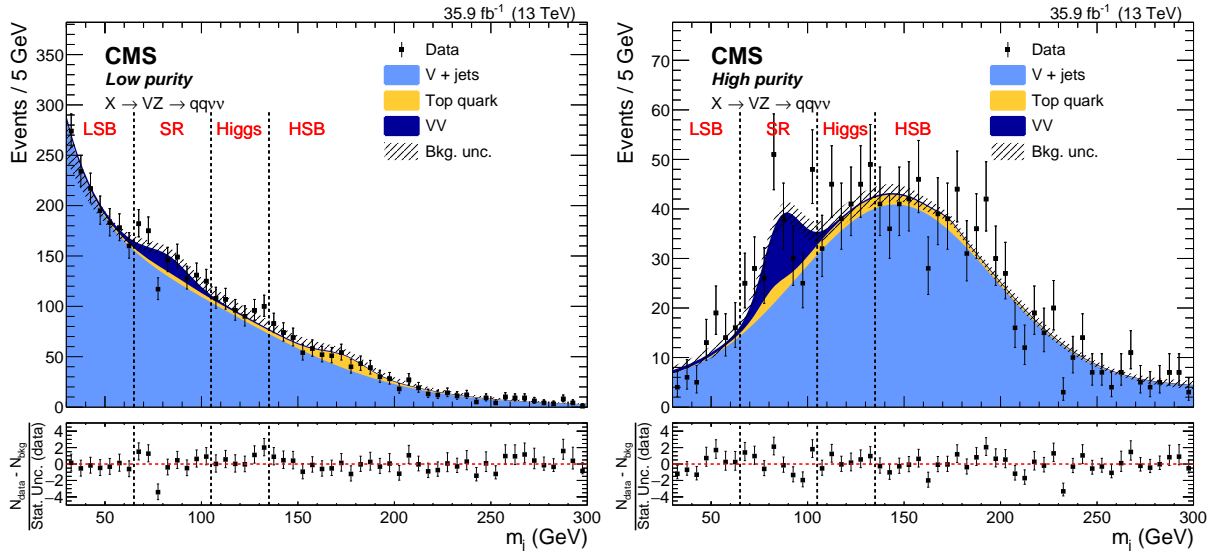 35.9 fb⁻¹ (13 TeV)
CMS
Low purity
X → VZ → qqνν
Data
V + jets
Top quark
VV
Bkg. unc.
LSB SR Higgs HSB
Events / 5 GeV
350
300
250
200
150
100
50
0
N_data - N_bkg
Stat. Unc. (data)
4
2
0
−2
−4
50 100 150 200 250 300
m_j (GeV)
35.9 fb⁻¹ (13 TeV)
CMS
High purity
X → VZ → qqνν
Data
V + jets
Top quark
VV
Bkg. unc.
LSB SR Higgs HSB
Events / 5 GeV
70
60
50
40
30
20
10
0
N_data - N_bkg
Stat. Unc. (data)
4
2
0
−2
−4
50 100 150 200 250 300
m_j (GeV)